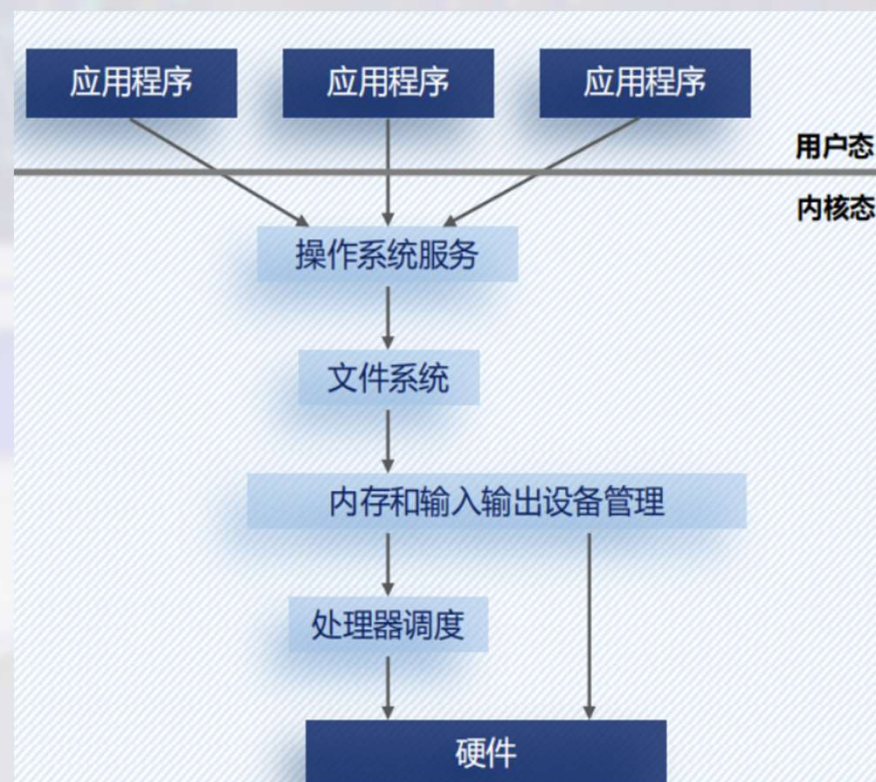 应用程序
应用程序
应用程序
用户态
内核态
操作系统服务
文件系统
内存和输入输出设备管理
处理器调度
硬件